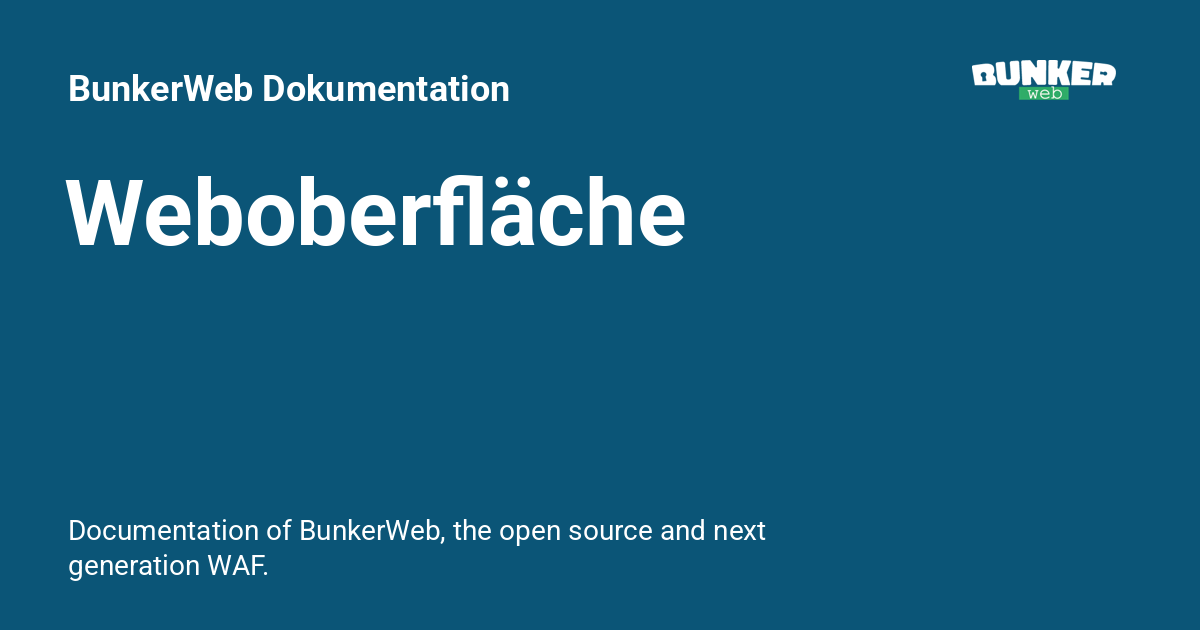 BunkerWeb Dokumentation
BUNKER
web
Weboberfläche
Documentation of BunkerWeb, the open source and next
generation WAF.